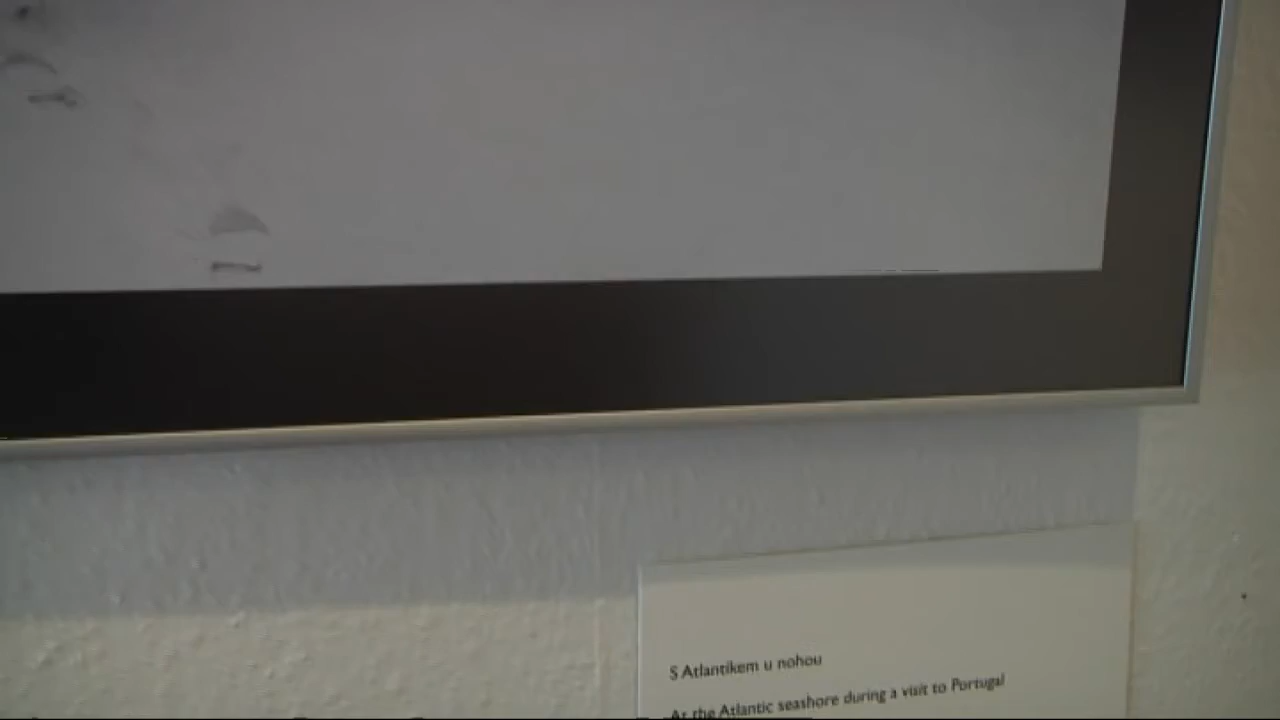 S Atlantikem u nohou
At the Atlantic seashore during a visit to Portugal